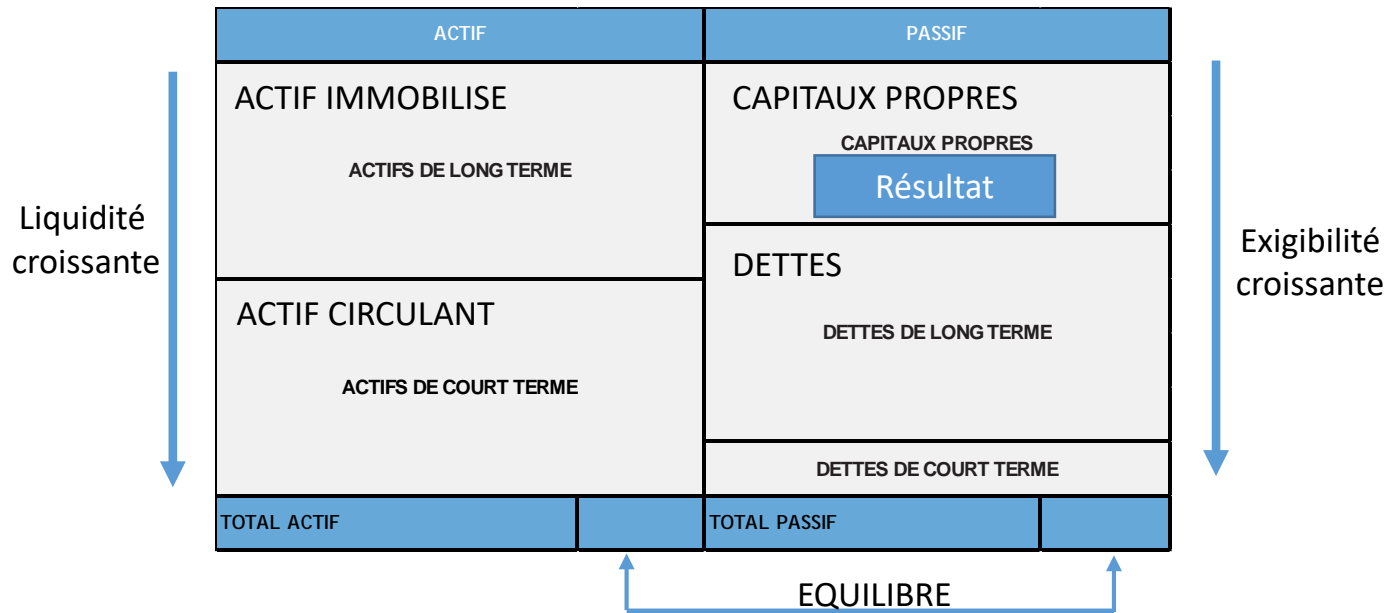 ACTIF
PASSIF
ACTIF IMMOBILISE
ACTIFS DE LONG TERME
CAPITAUX PROPRES
CAPITAUX PROPRES
Résultat
Liquidité
croissante
Exigibilité
croissante
ACTIF CIRCULANT
ACTIFS DE COURT TERME
DETTES
DETTES DE LONG TERME
DETTES DE COURT TERME
TOTAL ACTIF
TOTAL PASSIF
EQUILIBRE